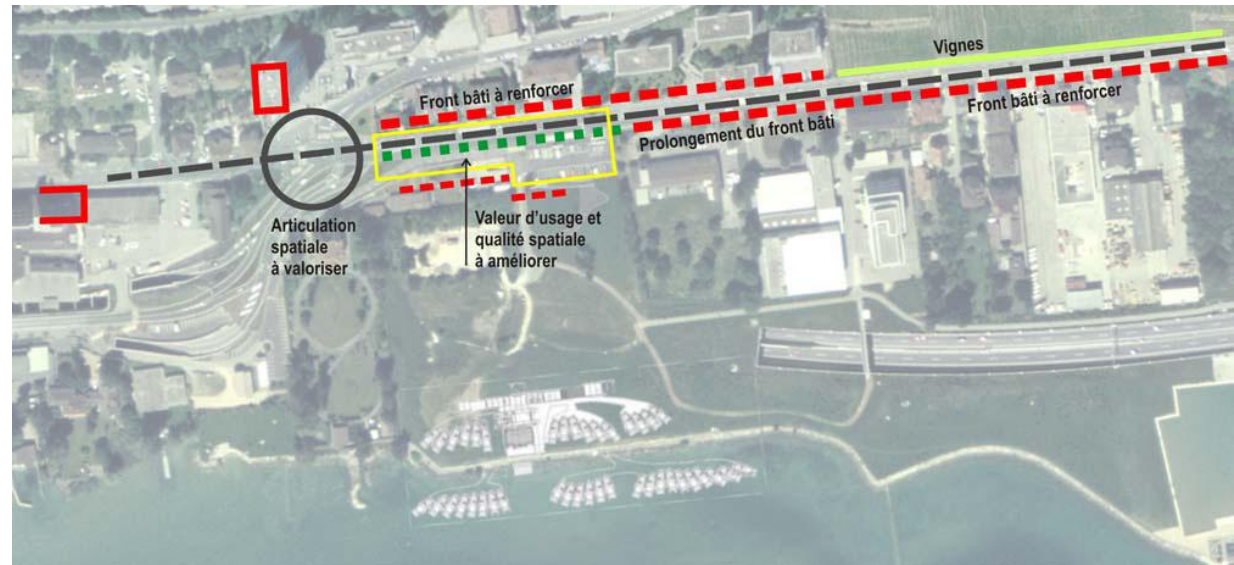 Vignes
Front bâti à renforcer
Front bâti à renforcer
Prolongement du front bâti
Articulation
spatiale
à valoriser
Valeur d'usage et
qualité spatiale
à améliorer